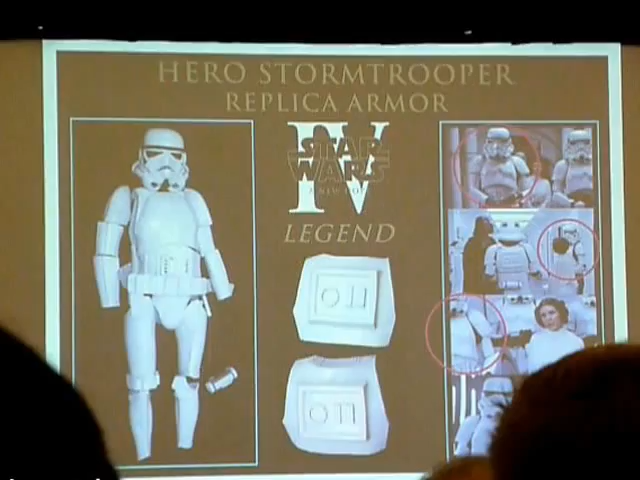 HERO STORMTROOPER
REPLICA ARMOR
IV
STAR
WARS
LEGEND